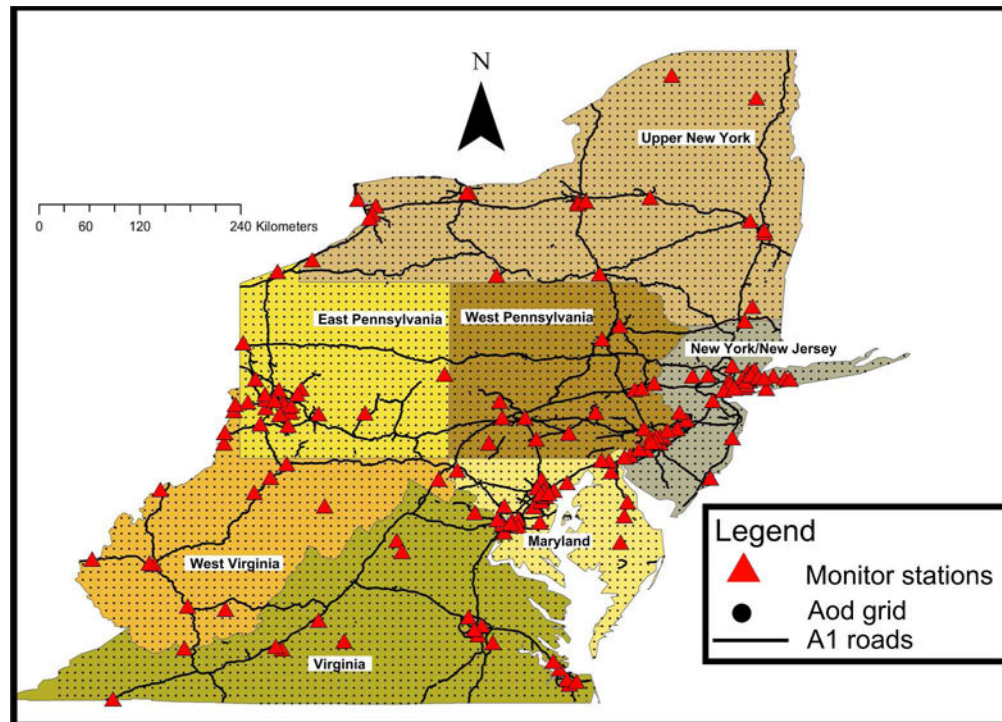 N
Upper New York
0 60 120 240 Kilometers
East Pennsylvania
West Pennsylvania
New York/New Jersey
Maryland
West Virginia
Virginia
Legend
Monitor stations
Aod grid
A1 roads